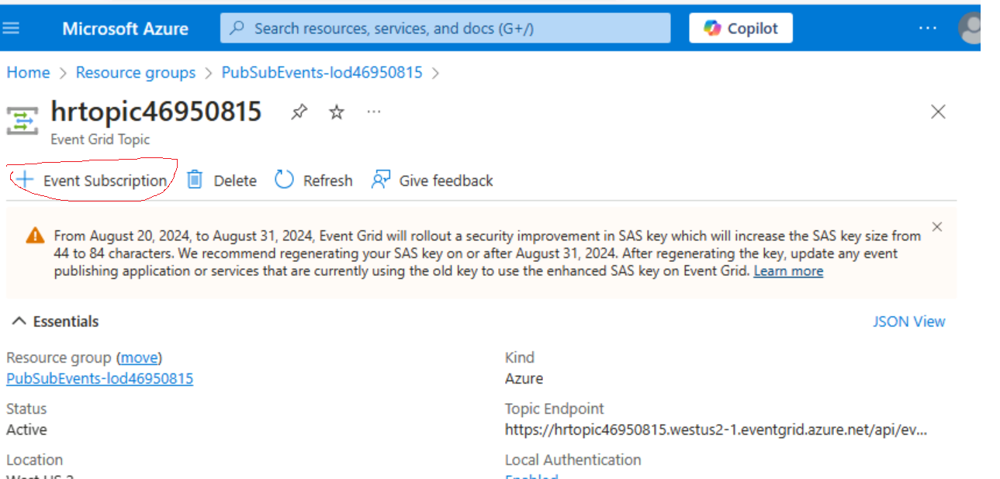 Microsoft Azure
Search resources, services, and docs (G+/)
Copilot
Home > Resource groups > PubSubEvents-lod46950815 >
hrtopic46950815
Event Grid Topic
Event Subscription
Delete
Refresh
Give feedback
From August 20, 2024, to August 31, 2024, Event Grid will rollout a security improvement in SAS key which will increase the SAS key size from
44 to 84 characters. We recommend regenerating your SAS key on or after August 31, 2024. After regenerating the key, update any event
publishing application or services that are currently using the old key to use the enhanced SAS key on Event Grid. Learn more
Essentials
JSON View
Resource group (move)
PubSubEvents-lod46950815
Kind
Azure
Status
Active
Topic Endpoint
https://hrtopic46950815.westus2-1.eventgrid.azure.net/api/ev...
Location
West US 2
Local Authentication
Enabled